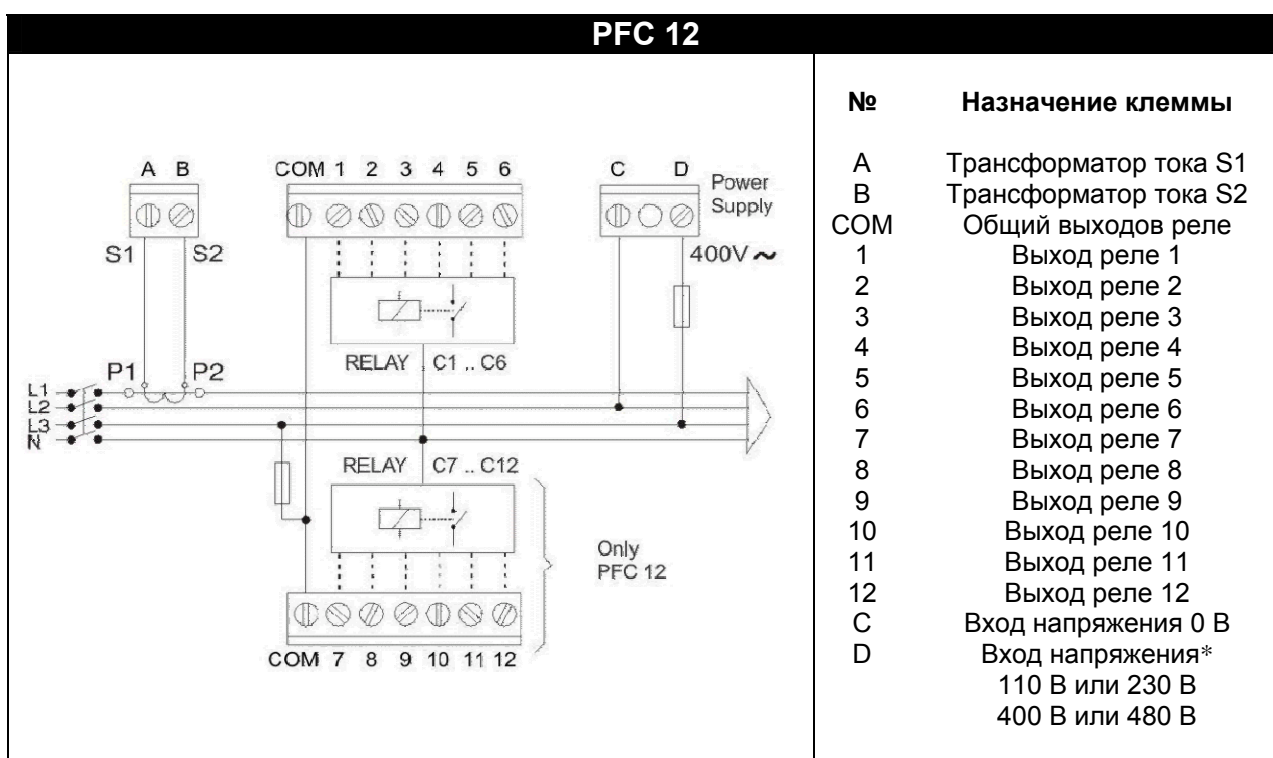 PFC 12
A B
COM 1 2 3 4 5 6
C D
Power
Supply
S1 S2
400V ~
RELAY C1 .. C6
P1 P2
L1
L2
L3
N
RELAY C7 .. C12
Only
PFC 12
COM 7 8 9 10 11 12
№ Назначение клеммы
A Трансформатор тока S1
B Трансформатор тока S2
COM Общий выходов реле
1 Выход реле 1
2 Выход реле 2
3 Выход реле 3
4 Выход реле 4
5 Выход реле 5
6 Выход реле 6
7 Выход реле 7
8 Выход реле 8
9 Выход реле 9
10 Выход реле 10
11 Выход реле 11
12 Выход реле 12
C Вход напряжения 0 В
D Вход напряжения*
110 В или 230 В
400 В или 480 В